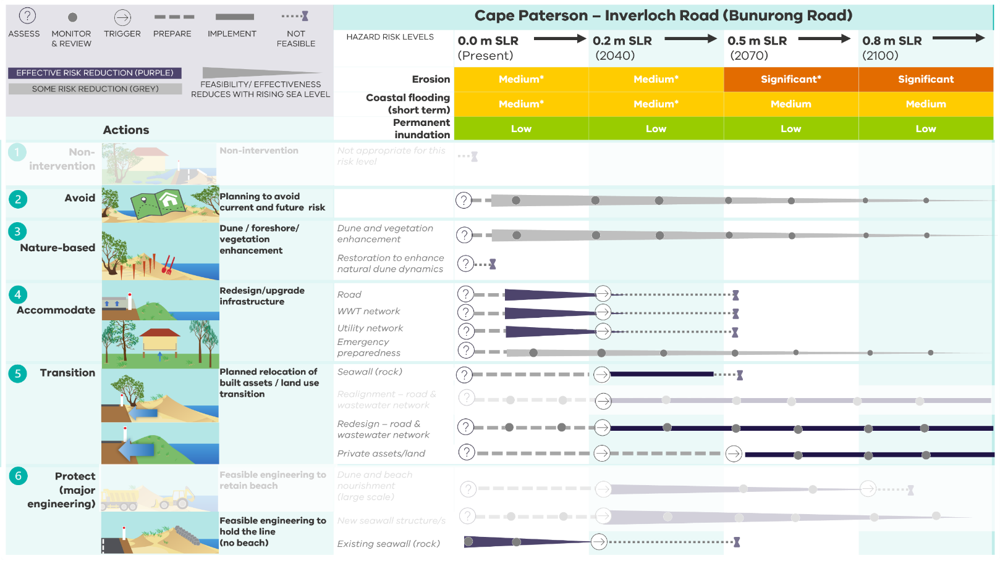 Cape Paterson – Inverloch Road (Bunurong Road)
?
ASSESS
MONITOR
& REVIEW
TRIGGER
PREPARE
IMPLEMENT
NOT
FEASIBLE
EFFECTIVE RISK REDUCTION (PURPLE)
SOME RISK REDUCTION (GREY)
FEASIBILITY/ EFFECTIVENESS
REDUCES WITH RISING SEA LEVEL
HAZARD RISK LEVELS
0.0 m SLR
(Present)
0.2 m SLR
(2040)
0.5 m SLR
(2070)
0.8 m SLR
(2100)
Erosion
Medium*
Medium*
Significant*
Significant
Coastal flooding
(short term)
Medium*
Medium*
Medium
Medium
Permanent
inundation
Low
Low
Low
Low
Actions
1
Non-
intervention
Non-intervention
Not appropriate for this
risk level
2
Avoid
Planning to avoid
current and future risk
?
3
Nature-based
Dune / foreshore/
vegetation
enhancement
Dune and vegetation
enhancement
?
Restoration to enhance
natural dune dynamics
?
4
Accommodate
Redesign/upgrade
infrastructure
Road
?
WWT network
?
Utility network
?
Emergency
preparedness
?
5
Transition
Planned relocation of
built assets / land use
transition
Seawall (rock)
?
Realignment – road &
wastewater network
?
Redesign – road &
wastewater network
?
Private assets/land
?
6
Protect
(major
engineering)
Feasible engineering to
retain beach
Dune and beach
nourishment
(large scale)
?
Feasible engineering to
hold the line
(no beach)
New seawall structure/s
?
Existing seawall (rock)